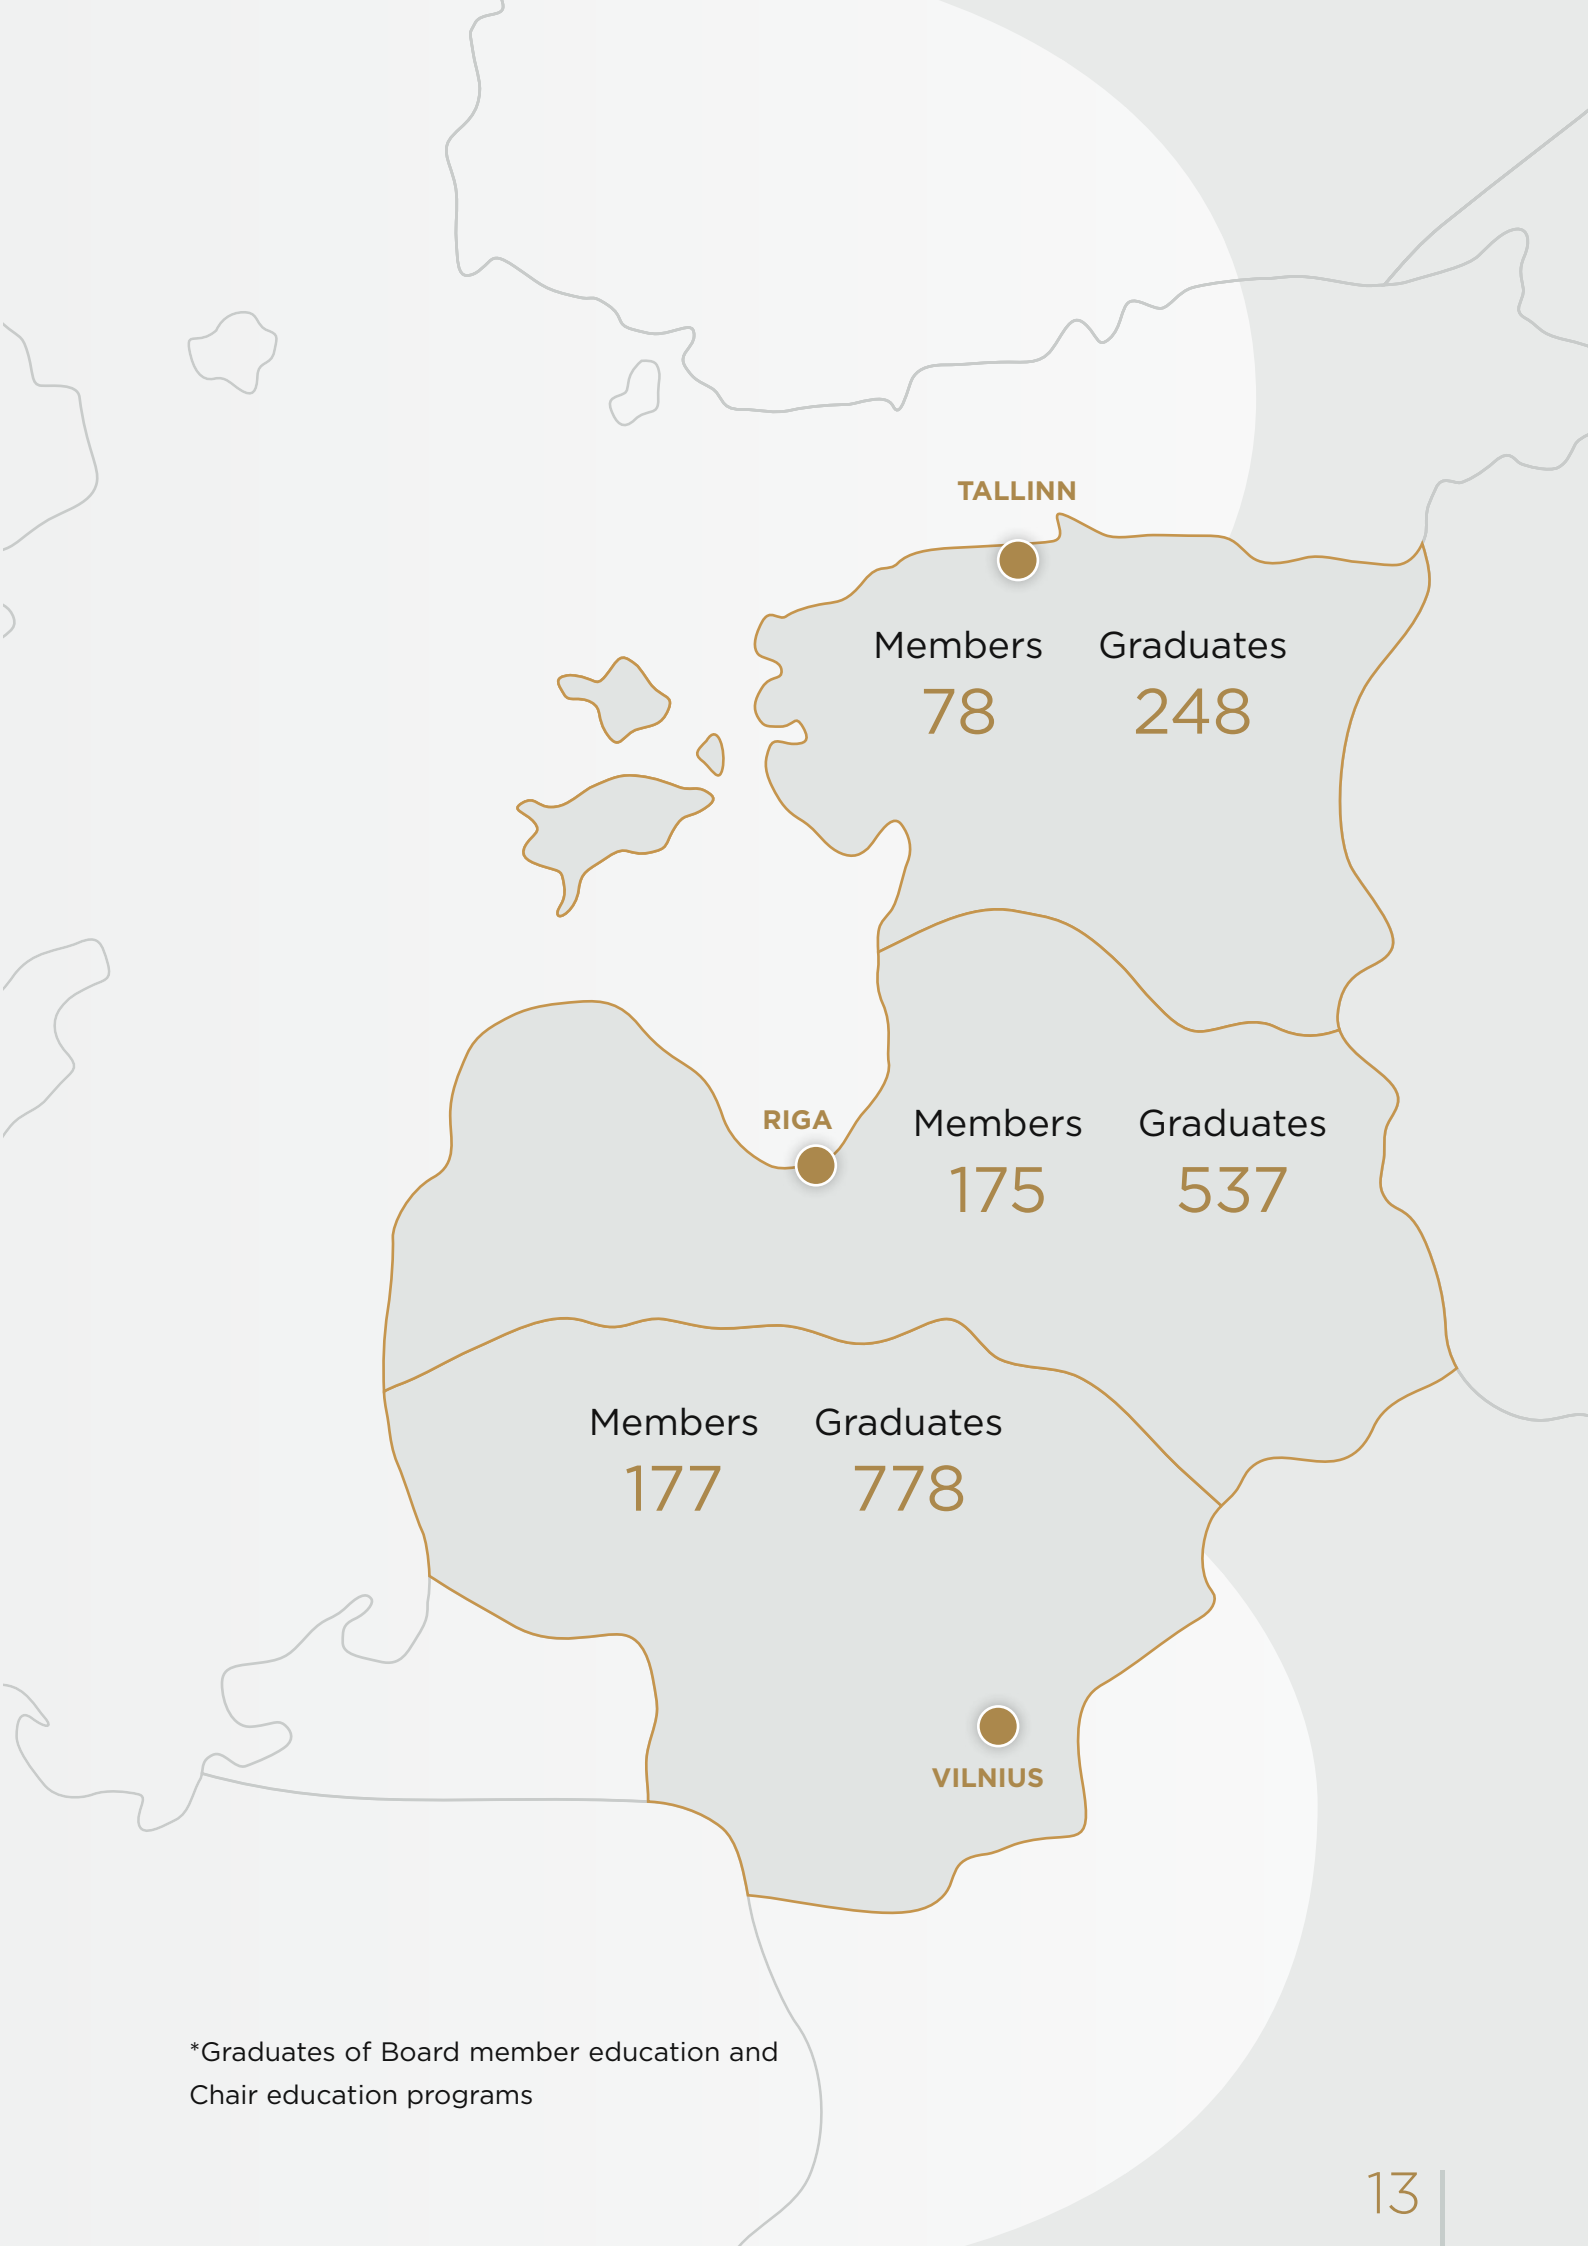 TALLINN
Members Graduates
78 248
RIGA
Members Graduates
175 537
Members Graduates
177 778
VILNIUS
*Graduates of Board member education and
Chair education programs
13